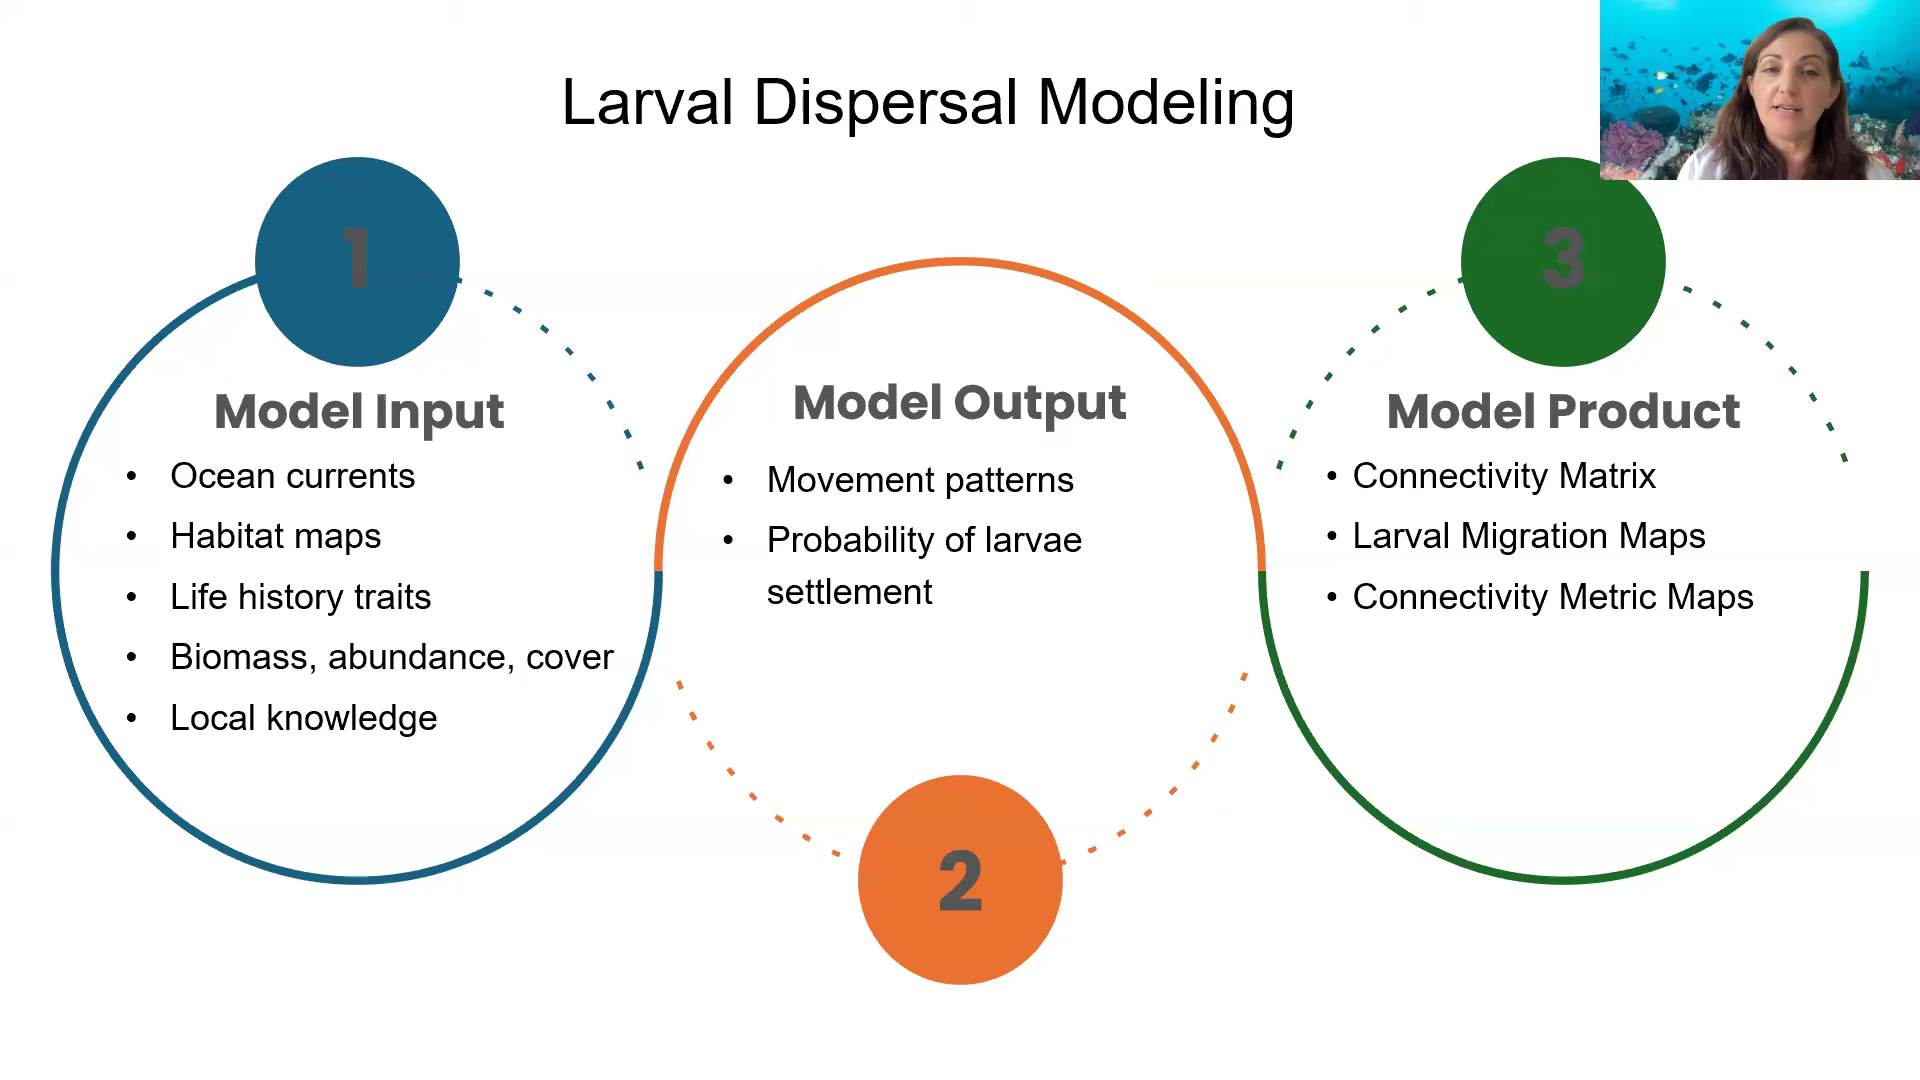 Larval Dispersal Modeling
1
Model Input
• Ocean currents
• Habitat maps
• Life history traits
• Biomass, abundance, cover
• Local knowledge
Model Output
• Movement patterns
• Probability of larvae
settlement
2
3
Model Product
• Connectivity Matrix
• Larval Migration Maps
• Connectivity Metric Maps